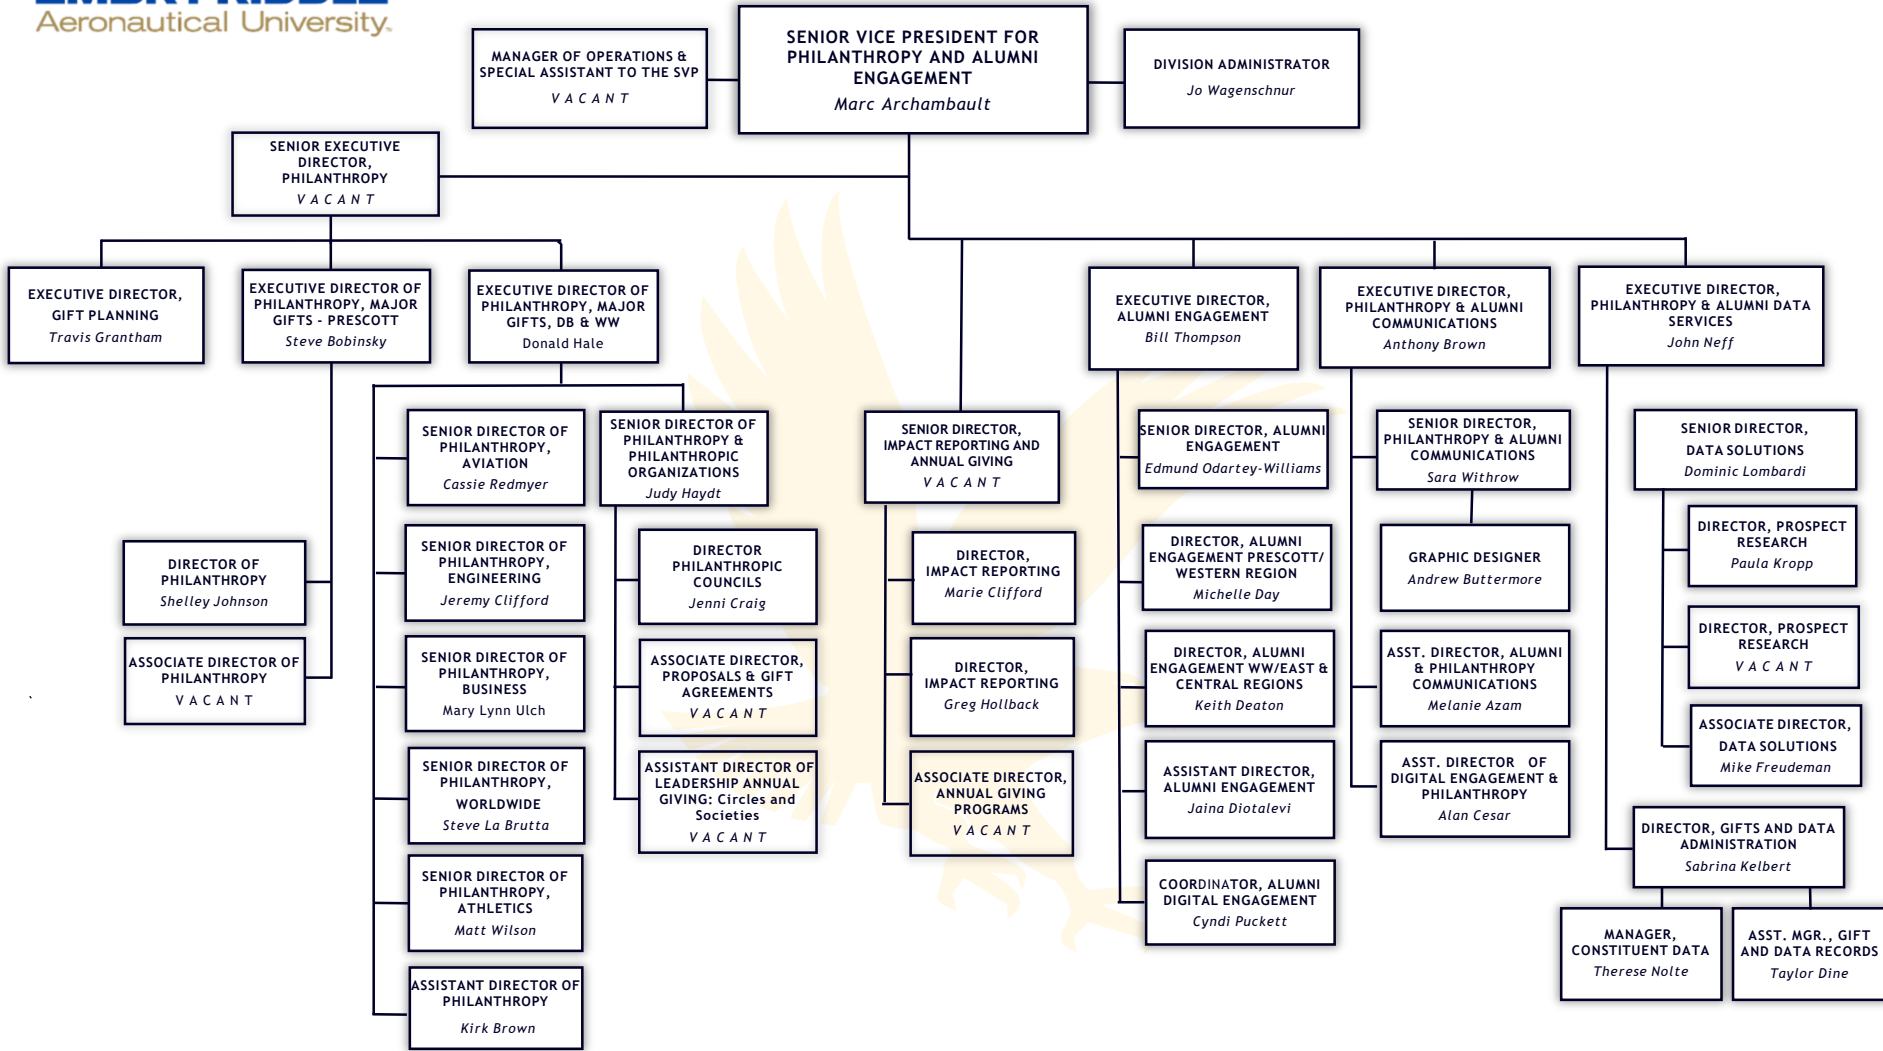 Aeronautical University.
MANAGER OF OPERATIONS &
SPECIAL ASSISTANT TO THE SVP
VACANT
SENIOR VICE PRESIDENT FOR
PHILANTHROPY AND ALUMNI
ENGAGEMENT
Marc Archambault
DIVISION ADMINISTRATOR
Jo Wagenschnur
SENIOR EXECUTIVE
DIRECTOR,
PHILANTHROPY
VACANT
EXECUTIVE DIRECTOR,
GIFT PLANNING
Travis Grantham
EXECUTIVE DIRECTOR OF
PHILANTHROPY, MAJOR
GIFTS - PRESCOTT
Steve Bobinsky
EXECUTIVE DIRECTOR OF
PHILANTHROPY, MAJOR
GIFTS, DB & WW
Donald Hale
EXECUTIVE DIRECTOR,
ALUMNI ENGAGEMENT
Bill Thompson
EXECUTIVE DIRECTOR,
PHILANTHROPY & ALUMNI
COMMUNICATIONS
Anthony Brown
EXECUTIVE DIRECTOR,
PHILANTHROPY & ALUMNI DATA
SERVICES
John Neff
DIRECTOR OF
PHILANTHROPY
Shelley Johnson
ASSOCIATE DIRECTOR OF
PHILANTHROPY
VACANT
SENIOR DIRECTOR OF
PHILANTHROPY,
AVIATION
Cassie Redmyer
SENIOR DIRECTOR OF
PHILANTHROPY,
ENGINEERING
Jeremy Clifford
SENIOR DIRECTOR OF
PHILANTHROPY,
BUSINESS
Mary Lynn Ulch
SENIOR DIRECTOR OF
PHILANTHROPY,
WORLDWIDE
Steve La Brutta
SENIOR DIRECTOR OF
PHILANTHROPY,
ATHLETICS
Matt Wilson
ASSISTANT DIRECTOR OF
PHILANTHROPY
Kirk Brown
SENIOR DIRECTOR OF
PHILANTHROPY &
PHILANTHROPIC
ORGANIZATIONS
Judy Haydt
DIRECTOR
PHILANTHROPIC
COUNCILS
Jenni Craig
ASSOCIATE DIRECTOR,
PROPOSALS & GIFT
AGREEMENTS
VACANT
ASSISTANT DIRECTOR OF
LEADERSHIP ANNUAL
GIVING: Circles and
Societies
VACANT
SENIOR DIRECTOR,
IMPACT REPORTING AND
ANNUAL GIVING
VACANT
DIRECTOR,
IMPACT REPORTING
Marie Clifford
DIRECTOR,
IMPACT REPORTING
Greg Hollback
ASSOCIATE DIRECTOR,
ANNUAL GIVING
PROGRAMS
VACANT
SENIOR DIRECTOR, ALUMNI
ENGAGEMENT
Edmund Odartey-Williams
DIRECTOR, ALUMNI
ENGAGEMENT PRESCOTT/
WESTERN REGION
Michelle Day
DIRECTOR, ALUMNI
ENGAGEMENT WW/EAST &
CENTRAL REGIONS
Keith Deaton
ASSISTANT DIRECTOR,
ALUMNI ENGAGEMENT
Jaina Diotalevi
COORDINATOR, ALUMNI
DIGITAL ENGAGEMENT
Cyndi Puckett
SENIOR DIRECTOR,
PHILANTHROPY & ALUMNI
COMMUNICATIONS
Sara Withrow
GRAPHIC DESIGNER
Andrew Buttermore
ASST. DIRECTOR, ALUMNI
& PHILANTHROPY
COMMUNICATIONS
Melanie Azam
ASST. DIRECTOR OF
DIGITAL ENGAGEMENT &
PHILANTHROPY
Alan Cesar
SENIOR DIRECTOR,
DATA SOLUTIONS
Dominic Lombardi
DIRECTOR, PROSPECT
RESEARCH
Paula Kropp
DIRECTOR, PROSPECT
RESEARCH
VACANT
ASSOCIATE DIRECTOR,
DATA SOLUTIONS
Mike Freudeman
DIRECTOR, GIFTS AND DATA
ADMINISTRATION
Sabrina Kelbert
MANAGER,
CONSTITUENT DATA
Therese Nolte
ASST. MGR., GIFT
AND DATA RECORDS
Taylor Dine